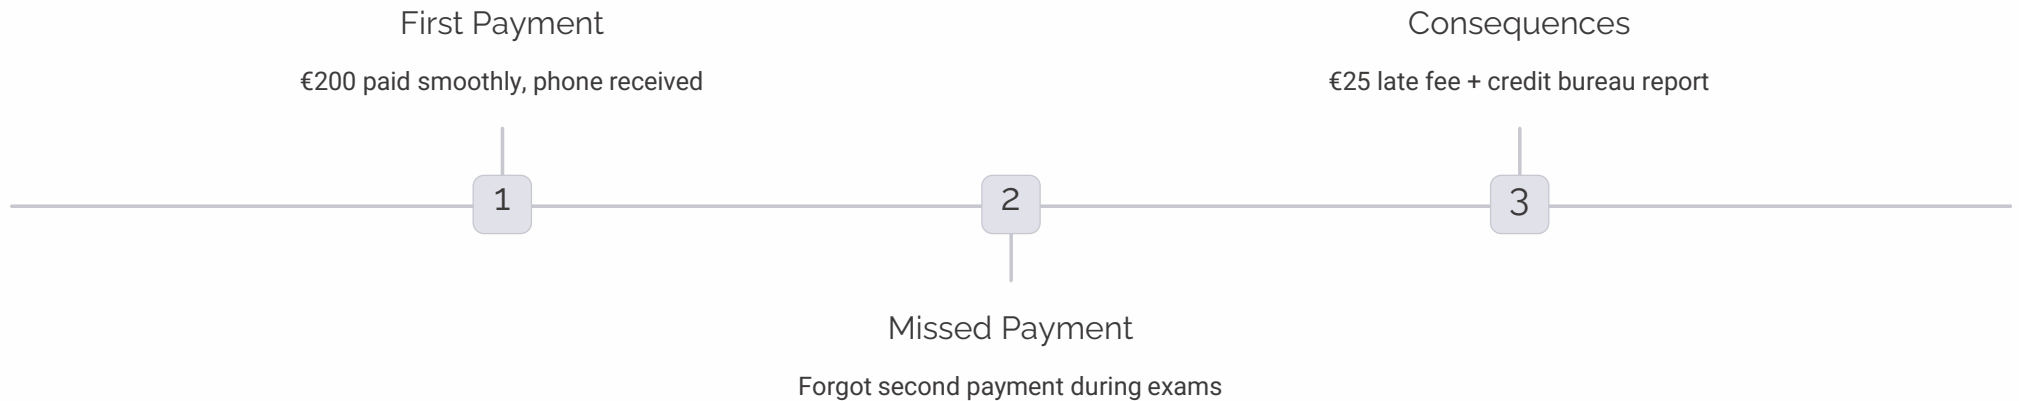 First Payment
€200 paid smoothly, phone received
Consequences
€25 late fee + credit bureau report
1
2
3
Missed Payment
Forgot second payment during exams